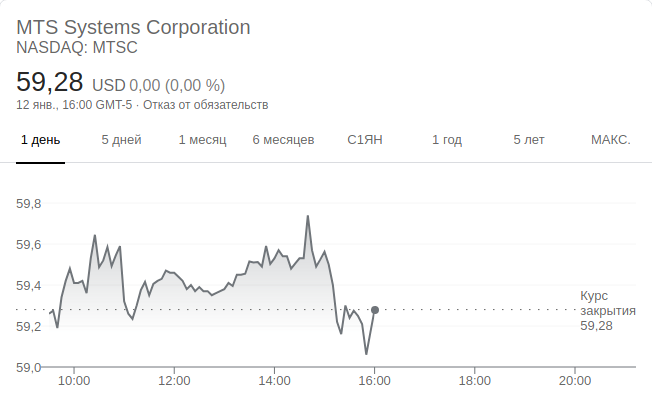 MTS Systems Corporation
NASDAQ: MTSC
59,28 USD 0,00 (0,00 %)
12 янв., 16:00 GMT-5 · Отказ от обязательств
1 день 5 дней 1 месяц 6 месяцев С1ЯН 1 год 5 лет МАКС.
59,8
59,6
59,4
Курс
закрытия
59,28
59,2
59,0
10:00 12:00 14:00 16:00 18:00 20:00